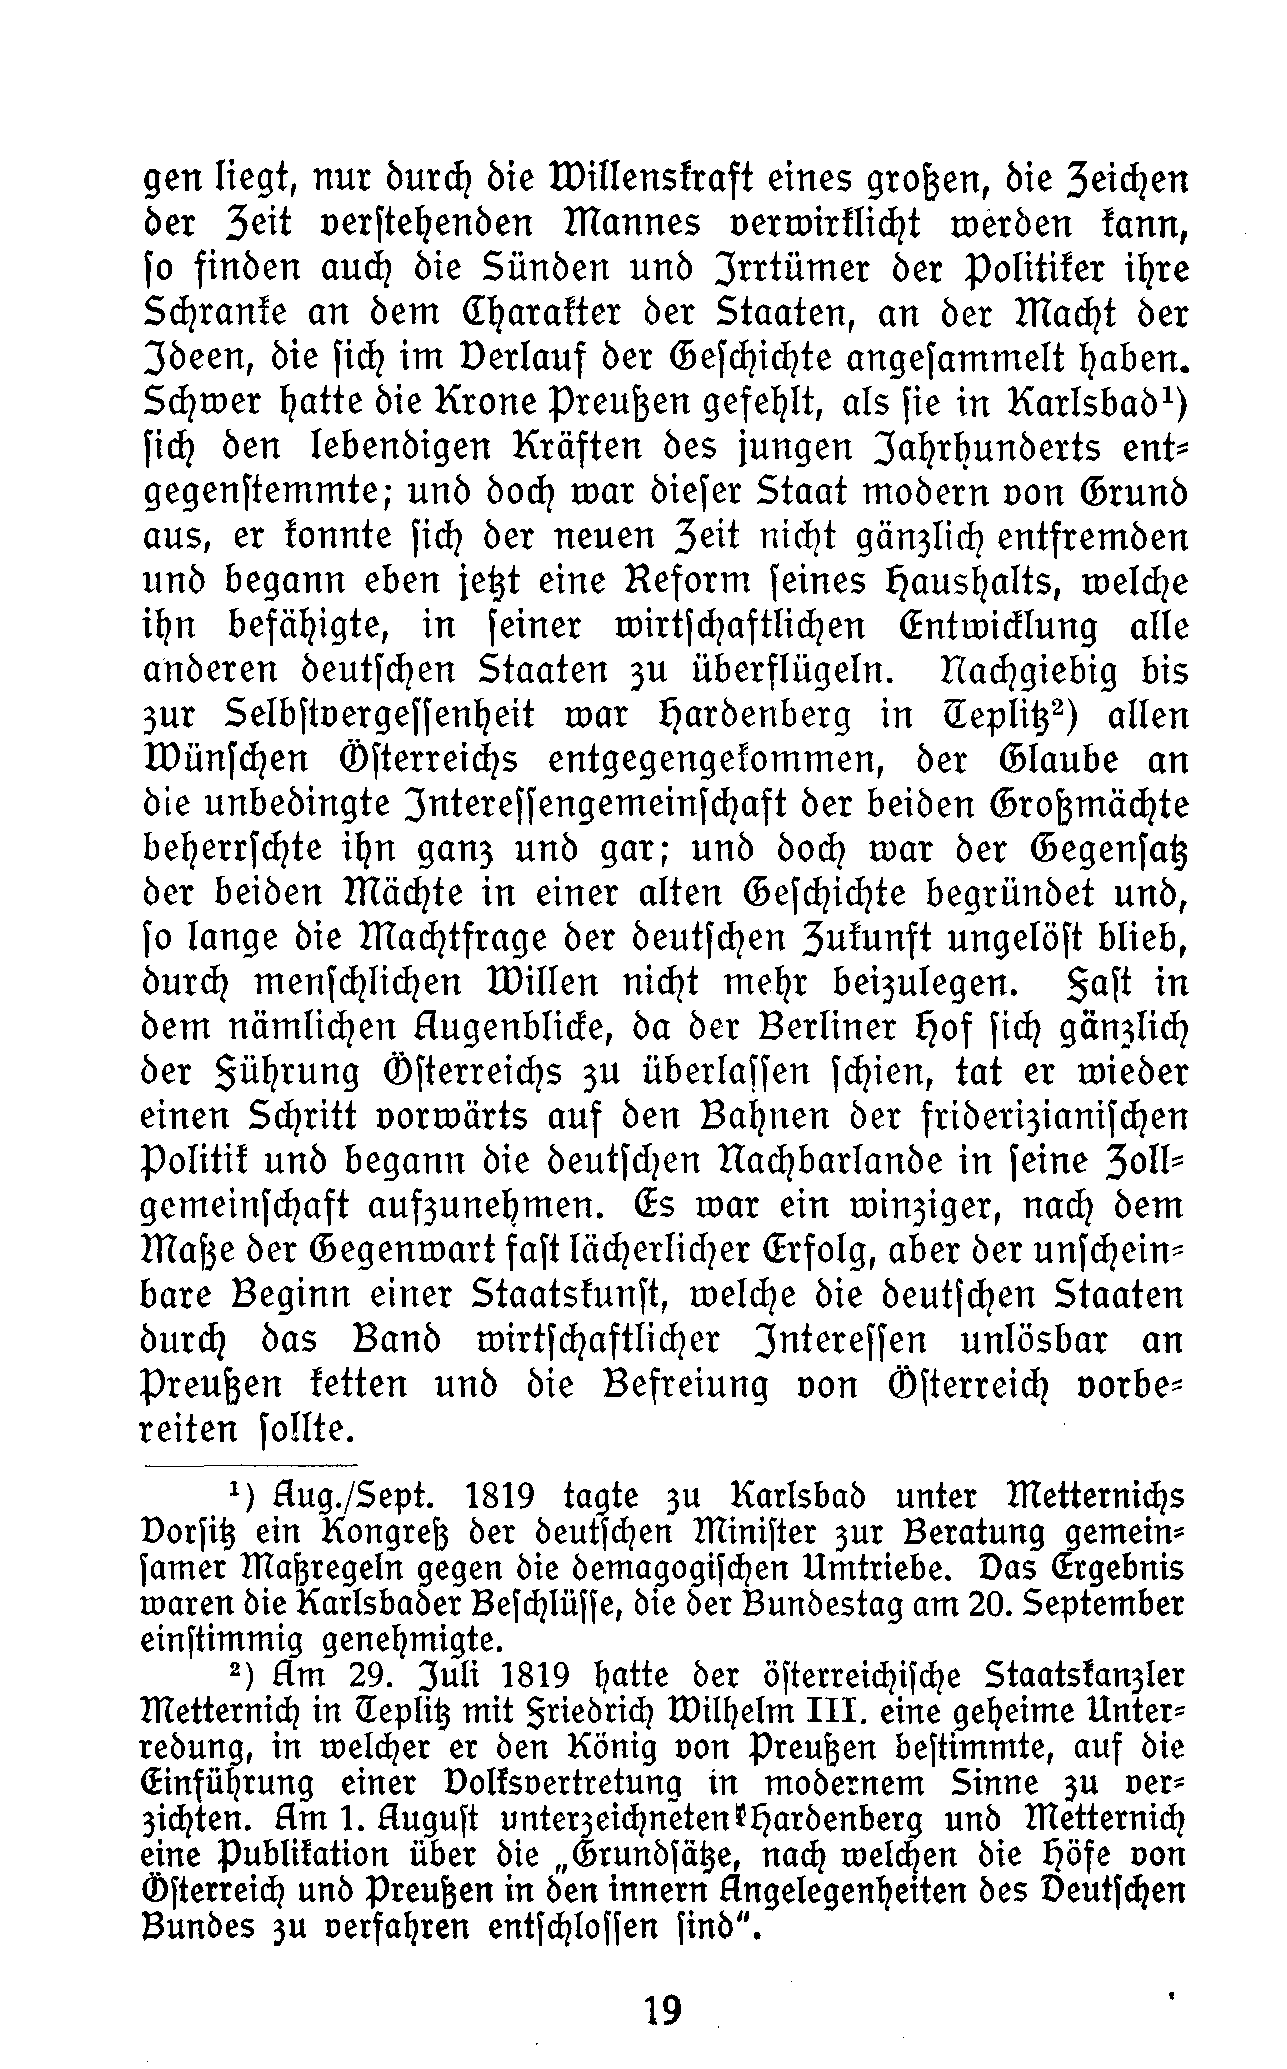 gen liegt, nur durch die Willenskraft eines großen, die Zeichen
der Zeit verstehenden Mannes verwirklicht werden kann,
so finden auch die Sünden und Irrtümer der Politiker ihre
Schranke an dem Charakter der Staaten, an der Macht der
Ideen, die sich im Verlauf der Geschichte angesammelt haben.
Schwer hatte die Krone Preußen gefehlt, als sie in Karlsbad¹)
sich den lebendigen Kräften des jungen Jahrhunderts ent-
gegenstemmte; und doch war dieser Staat modern von Grund
aus, er konnte sich der neuen Zeit nicht gänzlich entfremden
und begann eben jetzt eine Reform seines Haushalts, welche
ihn befähigte, in seiner wirtschaftlichen Entwicklung alle
anderen deutschen Staaten zu überflügeln. Nachgiebig bis
zur Selbstvergessenheit war Hardenberg in Teplitz²) allen
Wünschen Österreichs entgegengekommen, der Glaube an
die unbedingte Interessengemeinschaft der beiden Großmächte
beherrschte ihn ganz und gar; und doch war der Gegensatz
der beiden Mächte in einer alten Geschichte begründet und,
so lange die Machtfrage der deutschen Zukunft ungelöst blieb,
durch menschlichen Willen nicht mehr beizulegen. Fast in
dem nämlichen Augenblicke, da der Berliner Hof sich gänzlich
der Führung Österreichs zu überlassen schien, tat er wieder
einen Schritt vorwärts auf den Bahnen der friderizianischen
Politik und begann die deutschen Nachbarlande in seine Zoll-
gemeinschaft aufzunehmen. Es war ein winziger, nach dem
Maße der Gegenwart fast lächerlicher Erfolg, aber der unschein-
bare Beginn einer Staatskunst, welche die deutschen Staaten
durch das Band wirtschaftlicher Interessen unlösbar an
Preußen ketten und die Befreiung von Österreich vorbe-
reiten sollte.
¹) Aug./Sept. 1819 tagte zu Karlsbad unter Metternichs
Vorsitz ein Kongreß der deutschen Minister zur Beratung gemein-
samer Maßregeln gegen die demagogischen Umtriebe. Das Ergebnis
waren die Karlsbader Beschlüsse, die der Bundestag am 20. September
einstimmig genehmigte.
²) Am 29. Juli 1819 hatte der österreichische Staatskanzler
Metternich in Teplitz mit Friedrich Wilhelm III. eine geheime Unter-
redung, in welcher er den König von Preußen bestimmte, auf die
Einführung einer Volksvertretung in modernem Sinne zu ver-
zichten. Am 1. August unterzeichneten Hardenberg und Metternich
eine Publikation über die „Grundsätze, nach welchen die Höfe von
Österreich und Preußen in den innern Angelegenheiten des Deutschen
Bundes zu verfahren entschlossen sind".
19